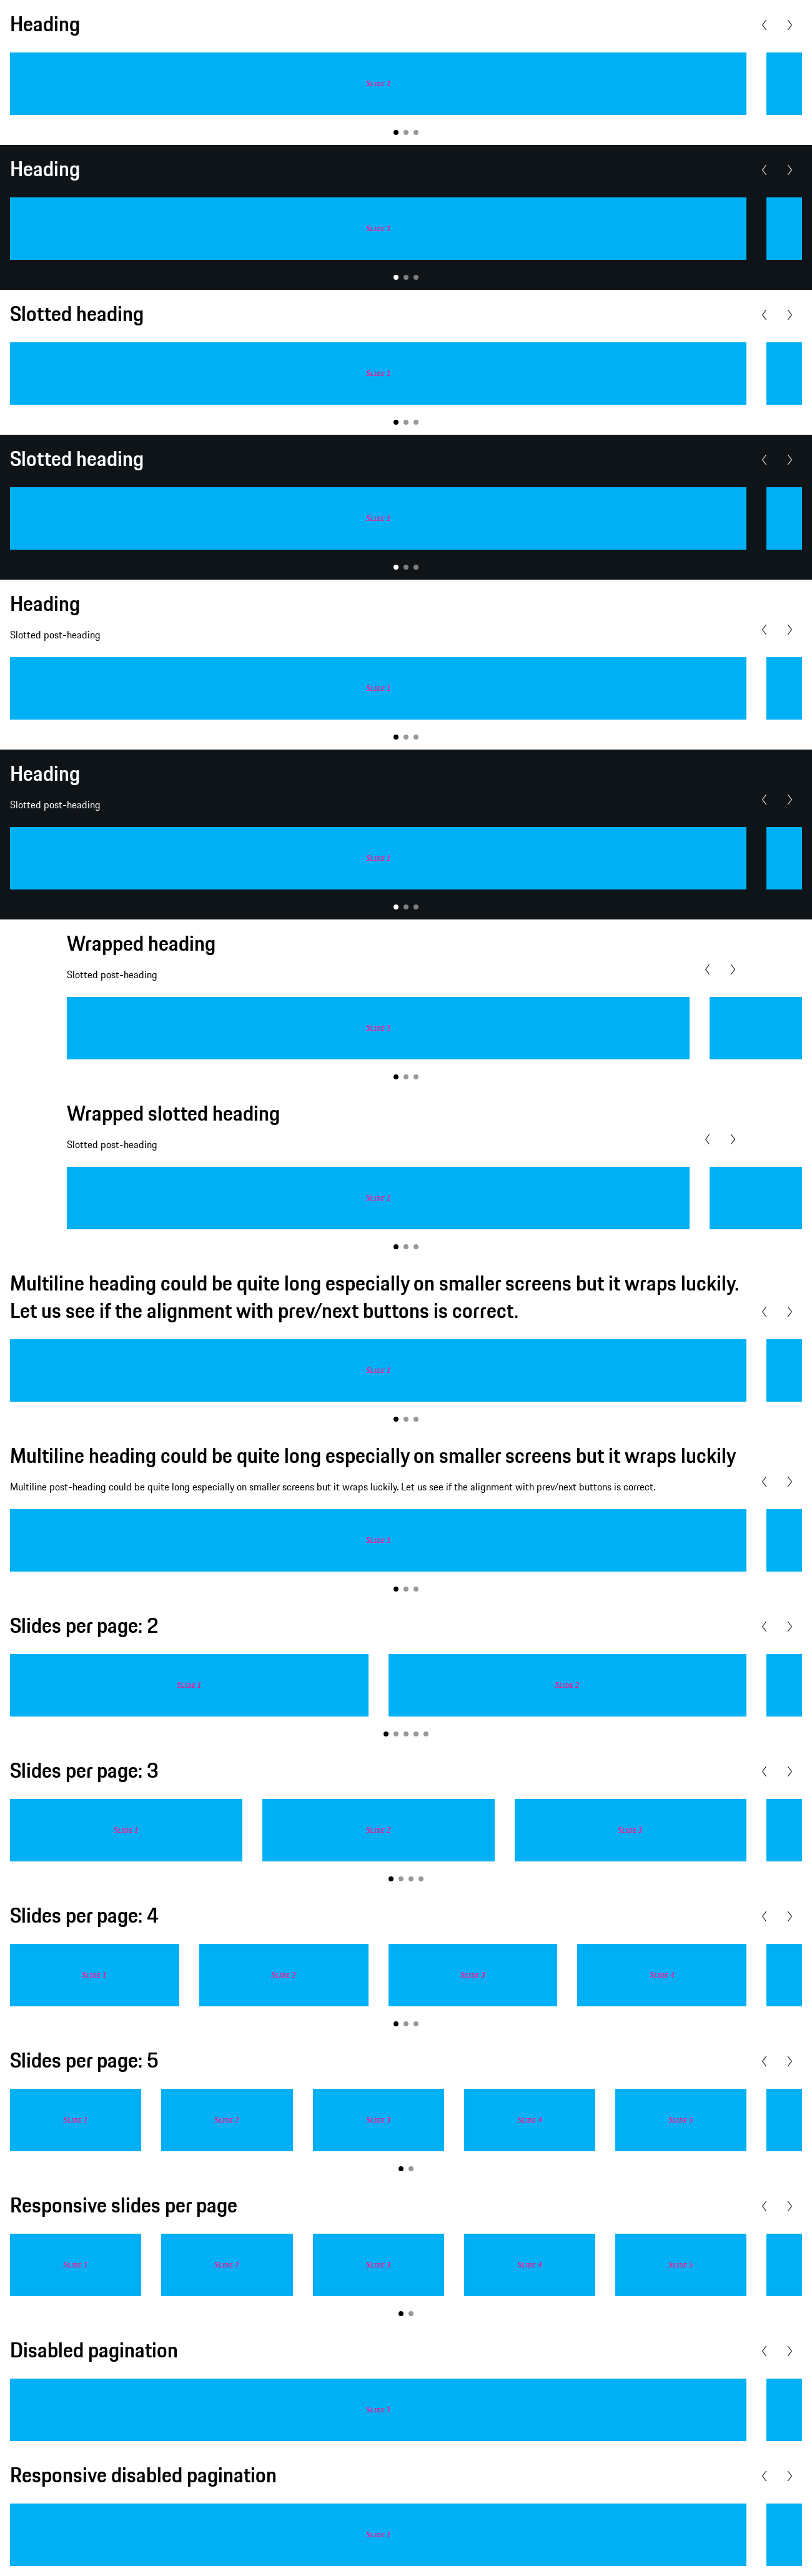 Heading
Slide 1
Heading
Slide 1
Slotted heading
Slide 1
Slotted heading
Slide 1
Heading
Slotted post-heading
Slide 1
Heading
Slotted post-heading
Slide 1
Wrapped heading
Slotted post-heading
Slide 1
Wrapped slotted heading
Slotted post-heading
Slide 1
Multiline heading could be quite long especially on smaller screens but it wraps luckily.
Let us see if the alignment with prev/next buttons is correct.
Slide 1
Multiline heading could be quite long especially on smaller screens but it wraps luckily
Multiline post-heading could be quite long especially on smaller screens but it wraps luckily. Let us see if the alignment with prev/next buttons is correct.
Slide 1
Slides per page: 2
Slide 1 Slide 2
Slides per page: 3
Slide 1 Slide 2 Slide 3
Slides per page: 4
Slide 1 Slide 2 Slide 3 Slide 4
Slides per page: 5
Slide 1 Slide 2 Slide 3 Slide 4 Slide 5
Responsive slides per page
Slide 1 Slide 2 Slide 3 Slide 4 Slide 5
Disabled pagination
Slide 1
Responsive disabled pagination
Slide 1